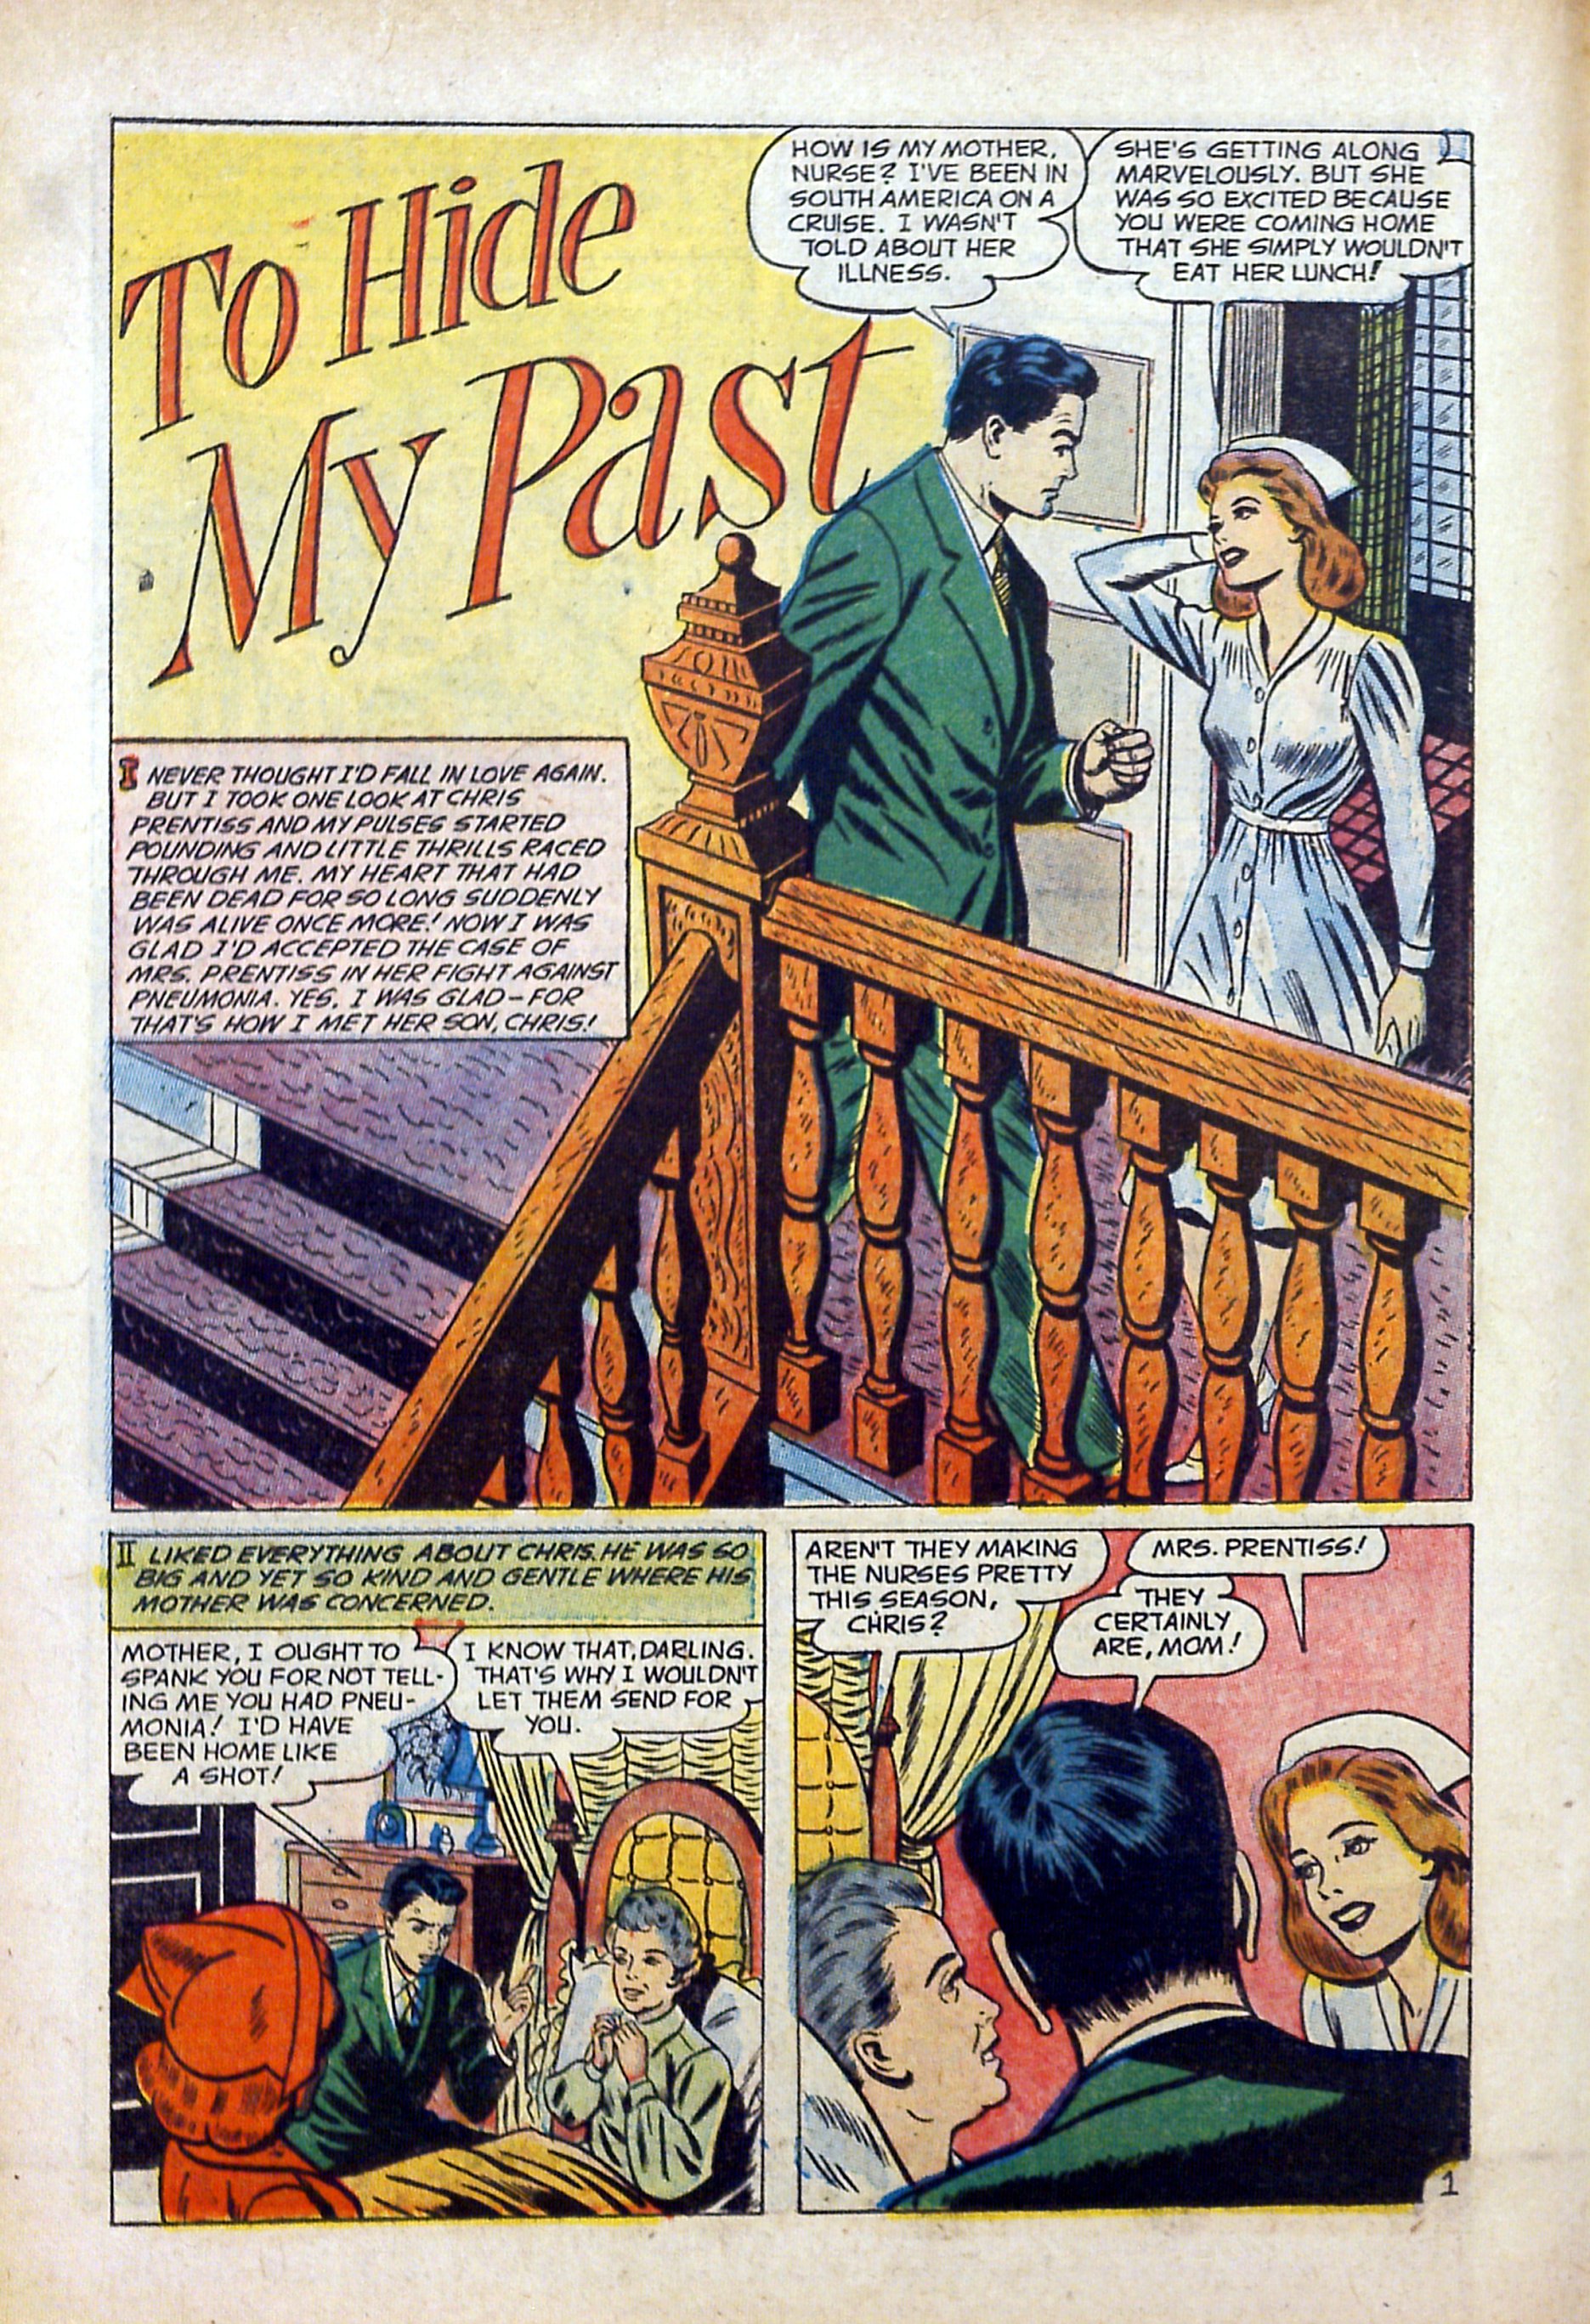 To Hide
My Past
HOW IS MY MOTHER,
NURSE? I'VE BEEN IN
SOUTH AMERICA ON A
CRUISE. I WASN'T
TOLD ABOUT HER
ILLNESS.
SHE'S GETTING ALONG
MARVELOUSLY. BUT SHE
WAS SO EXCITED BECAUSE
YOU WERE COMING HOME
THAT SHE SIMPLY WOULDN'T
EAT HER LUNCH!
I NEVER THOUGHT I'D FALL IN LOVE AGAIN.
BUT I TOOK ONE LOOK AT CHRIS
PRENTISS AND MY PULSES STARTED
POUNDING AND LITTLE THRILLS RACED
THROUGH ME. MY HEART THAT HAD
BEEN DEAD FOR SO LONG SUDDENLY
WAS ALIVE ONCE MORE! NOW I WAS
GLAD I'D ACCEPTED THE CASE OF
MRS. PRENTISS IN HER FIGHT AGAINST
PNEUMONIA. YES, I WAS GLAD-FOR
THAT'S HOW I MET HER SON, CHRIS!
I LIKED EVERYTHING ABOUT CHRIS. HE WAS SO
BIG AND YET SO KIND AND GENTLE WHERE HIS
MOTHER WAS CONCERNED.
MOTHER, I OUGHT TO
SPANK YOU FOR NOT TELL-
ING ME YOU HAD PNEU-
MONIA! I'D HAVE
BEEN HOME LIKE
A SHOT!
I KNOW THAT, DARLING.
THAT'S WHY I WOULDN'T
LET THEM SEND FOR
YOU.
AREN'T THEY MAKING
THE NURSES PRETTY
THIS SEASON,
CHRIS?
THEY
CERTAINLY
ARE, MOM!
MRS. PRENTISS!
1